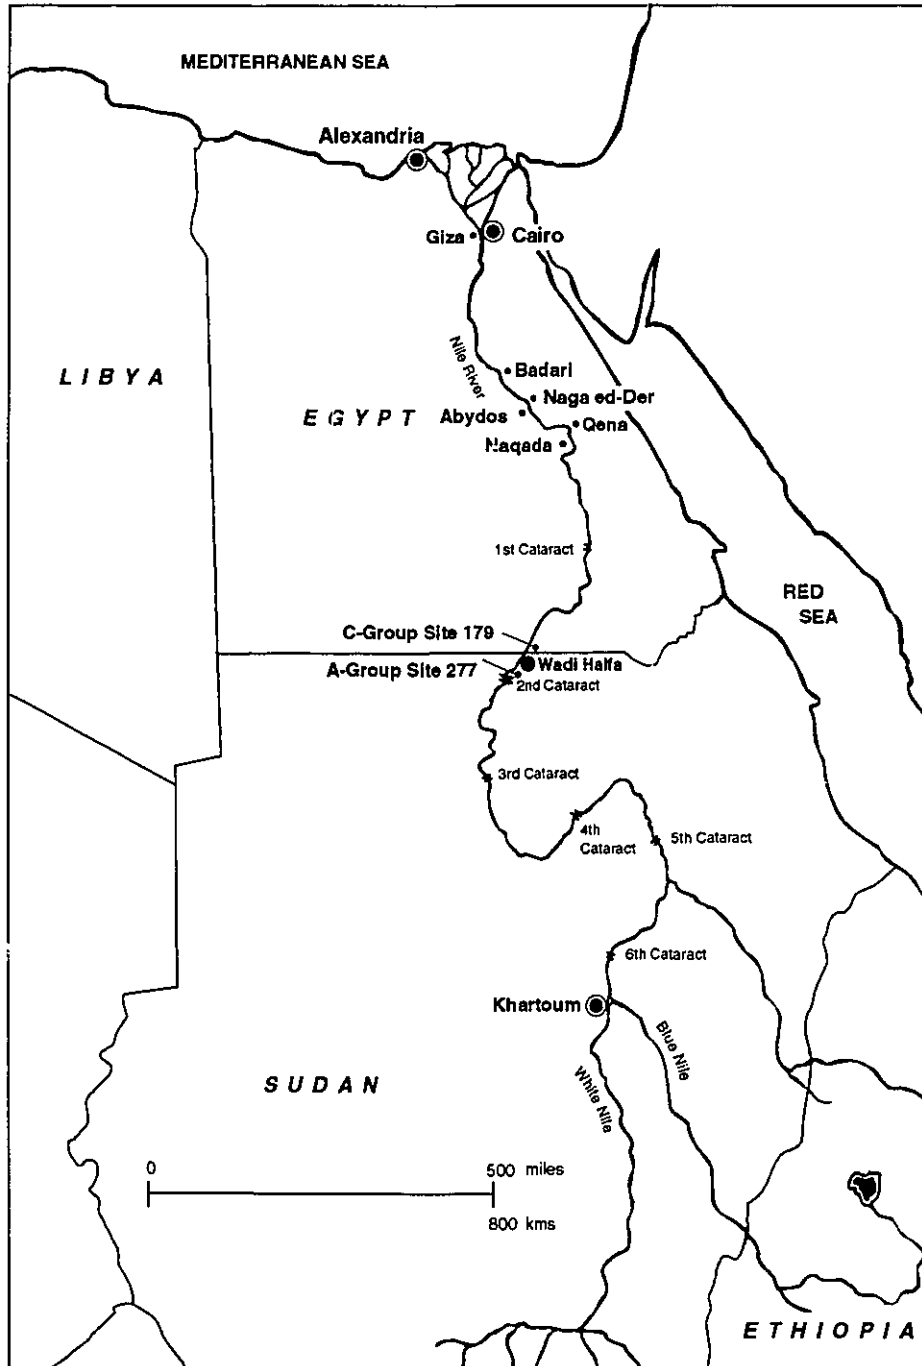 MEDITERRANEAN SEA
Alexandria
Giza
Cairo
Nile River
Badari
LIBYA
Naga ed-Der
EGYPT
Abydos
Qena
Naqada
1st Cataract
RED
SEA
C-Group Site 179
Wadi Halfa
A-Group Site 277
2nd Cataract
3rd Cataract
4th
Cataract
5th Cataract
6th Cataract
Khartoum
Blue Nile
White Nile
SUDAN
0
500 miles
800 kms
ETHIOPIA